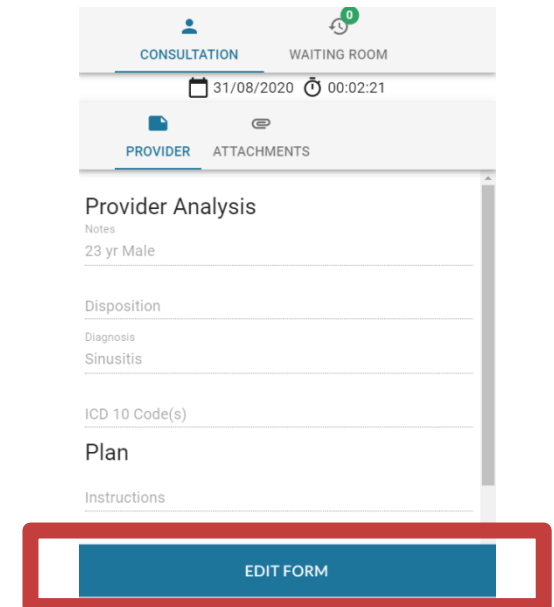 0
CONSULTATION WAITING ROOM
31/08/2020 00:02:21
PROVIDER ATTACHMENTS
Provider Analysis
Notes
23 yr Male
Disposition
Diagnosis
Sinusitis
ICD 10 Code(s)
Plan
Instructions
EDIT FORM